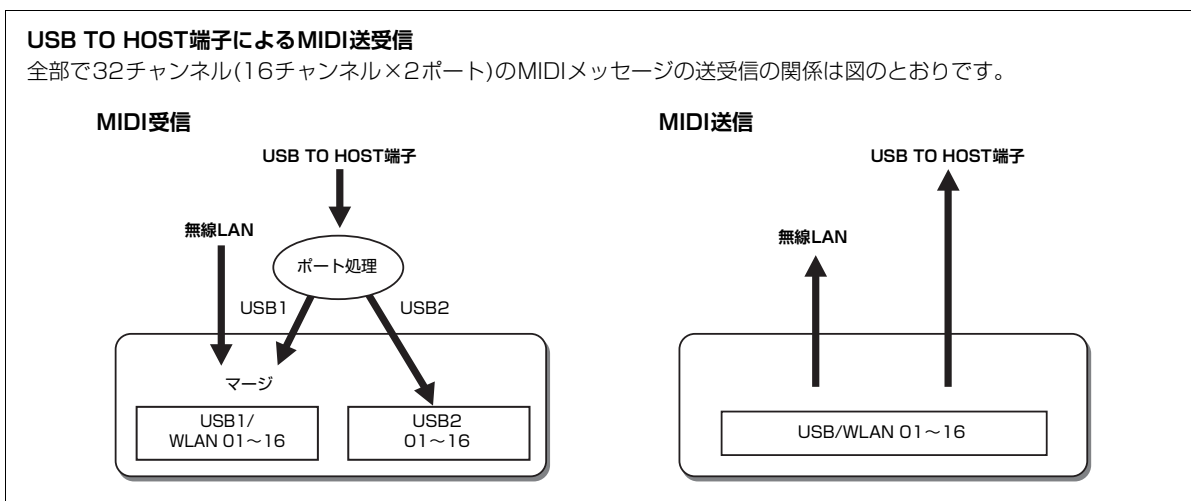 USB TO HOST端子によるMIDI送受信
全部で32チャンネル(16チャンネル×2ポート)のMIDIメッセージの送受信の関係は図のとおりです。
MIDI受信
USB TO HOST端子
無線LAN
ポート処理
USB1
USB2
マージ
USB1/
WLAN 01～16
USB2
01～16
MIDI送信
USB TO HOST端子
無線LAN
USB/WLAN 01～16